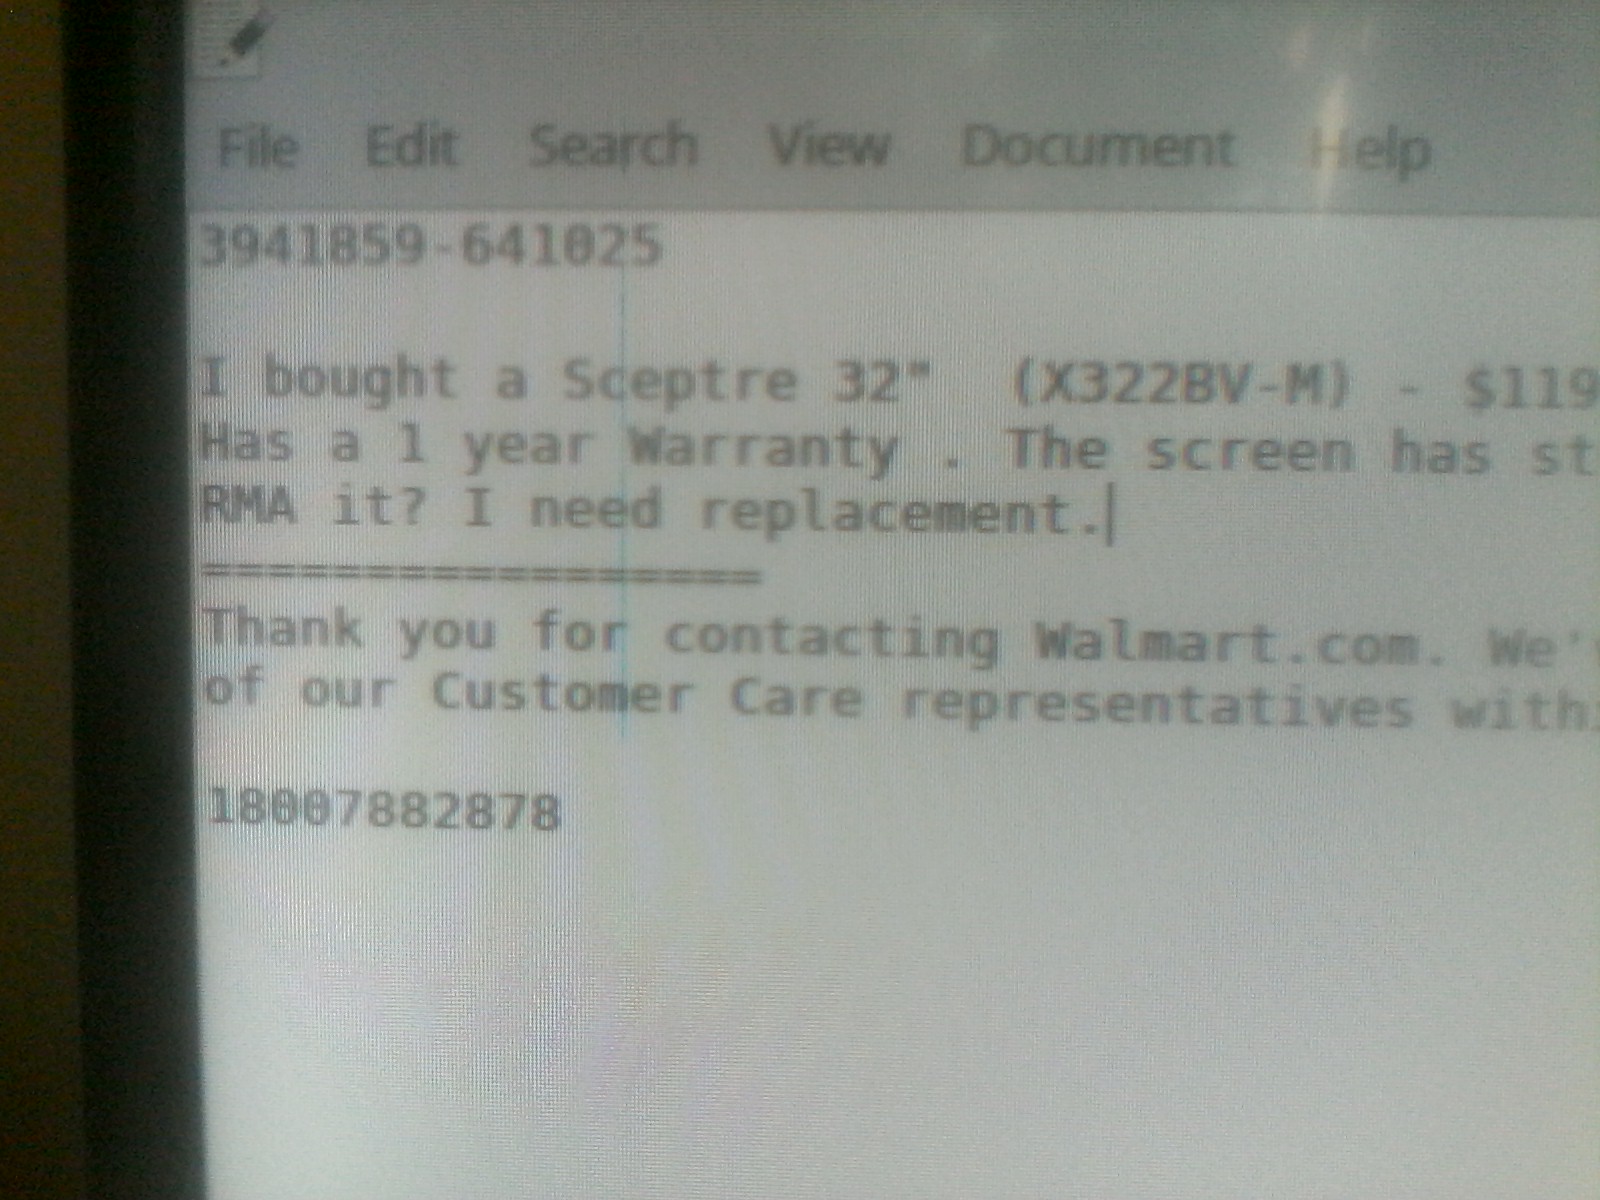 File Edit Search View Document Help
3941859-641025
I bought a Sceptre 32" (X322BV-M) - $119
Has a 1 year Warranty . The screen has st
RMA it? I need replacement.
=================
Thank you for contacting Walmart.com. We'
of our Customer Care representatives with
18007882878